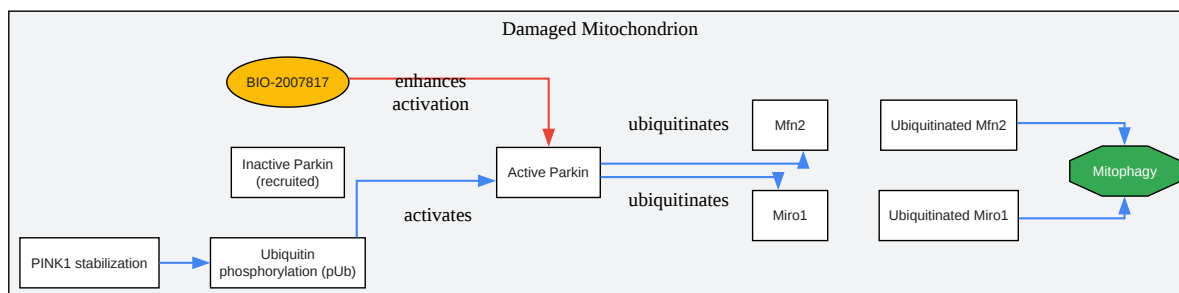 Damaged Mitochondrion
BIO-2007817
enhances
activation
ubiquitinates
Mfn2
Ubiquitinated Mfn2
Inactive Parkin
(recruited)
Active Parkin
Mitophagy
activates
ubiquitinates
Miro1
Ubiquitinated Miro1
PINK1 stabilization
Ubiquitin
phosphorylation (pUb)